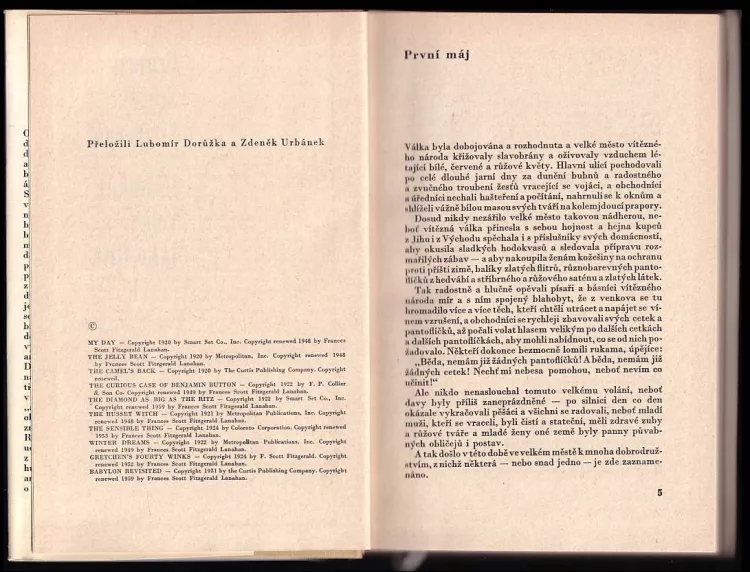 Přeložili Lubomír Dorůžka a Zdeněk Urbánek
©
MY DAY — Copyright 1920 by Smart Set Co., Inc. Copyright renewed 1948 by Frances
Scott Fitzgerald Lanahan.
THE JELLY BEAN — Copyright 1920 by Metropolitan, Inc. Copyright renewed 1948
by Frances Scott Fitzgerald Lanahan.
THE CAMEL'S BACK — Copyright 1920 by The Curtis Publishing Company. Copyright
renewed.
THE CURIOUS CASE OF BENJAMIN BUTTON — Copyright 1922 by F. P. Collier
& Son Co. Copyright renewed 1949 by Frances Scott Fitzgerald Lanahan.
THE DIAMOND AS BIG AS THE RITZ — Copyright 1922 by Smart Set Co., Inc.
Copyright renewed 1950 by Frances Scott Fitzgerald Lanahan.
THE RUSSET WITCH — Copyright 1921 by Metropolitan Publications, Inc. Copyright
renewed 1948 by Frances Scott Fitzgerald Lanahan.
THE SENSIBLE THING — Copyright 1924 by Colorato Corporation. Copyright renewed
1953 by Frances Scott Fitzgerald Lanahan.
WINTER DREAMS — Copyright 1922 by Metropolitan Publications, Inc. Copyright
renewed 1949 by Frances Scott Fitzgerald Lanahan.
GRETCHEN'S FOURTY WINKS — Copyright 1924 by F. Scott Fitzgerald. Copyright
renewed 1952 by Frances Scott Fitzgerald Lanahan.
BABYLON REVISITED — Copyright 1931 by the Curtis Publishing Company. Copyright
renewed 1959 by Frances Scott Fitzgerald Lanahan.
První máj
Válka byla dobojována a rozhodnuta a velké město vítězné-
ho národa křižovaly slavobrány a oživovaly vzduchem lé-
tající bílé, červené a růžové květy. Hlavní ulicí pochodovali
po celé dlouhé jarní dny za dunění bubnů a radostného
a zvučného troubení žesťů vracející se vojáci, a obchodníci
a úředníci nechali hašteření a počítání, nahrnuli se k oknům a
shlíželi vážně bílou masou svých tváří na kolemjdoucí prapory.
Dosud nikdy nezářilo velké město takovou nádherou, ne-
boť vítězná válka přinesla s sebou hojnost a hejna kupců
z Jihu i z Východu spěchala i s příslušníky svých domácností,
aby okusila sladkých hodokvasů a sledovala přípravu roz-
mařilých zábav — a aby nakoupila ženám kožešiny na ochranu
proti příští zimě, balíky zlatých flitrů, různobarevných panto-
flíčků z hedvábí a stříbrného a růžového saténu a zlatých látek.
Tak radostně a hlučně opěvali písaři a básníci vítězného
národa mír a s ním spojený blahobyt, že z venkova se tu
hromadilo více a více těch, kteří chtěli utrácet a napájet se ví-
nem vzrušení, a obchodníci se rychleji zbavovali svých cetek a
pantoflíčků, až počali volat hlasem velikým po dalších cetkách
a dalších pantoflíčkách, aby mohli nabídnout, co se od nich po-
žadovalo. Někteří dokonce bezmocně lomili rukama, úpějíce:
„Běda, nemám již žádných pantoflíčků! A běda, nemám již
žádných cetek! Nechť mi nebesa pomohou, neboť nevím co
učinit!“
Ale nikdo nenaslouchal tomuto velkému volání, neboť
davy byly příliš zaneprázdněné — po silnici den co den
okázale vykračovali pěšáci a všichni se radovali, neboť mladí
muži, kteří se vraceli, byli čistí a stateční, měli zdravé zuby
a růžové tváře a mladé ženy oné země byly panny půvab-
ných obličejů i postav.
A tak došlo v této době ve velkém městě k mnoha dobrodruž-
stvím, z nichž některá — nebo snad jedno — je zde zazname-
náno.
5